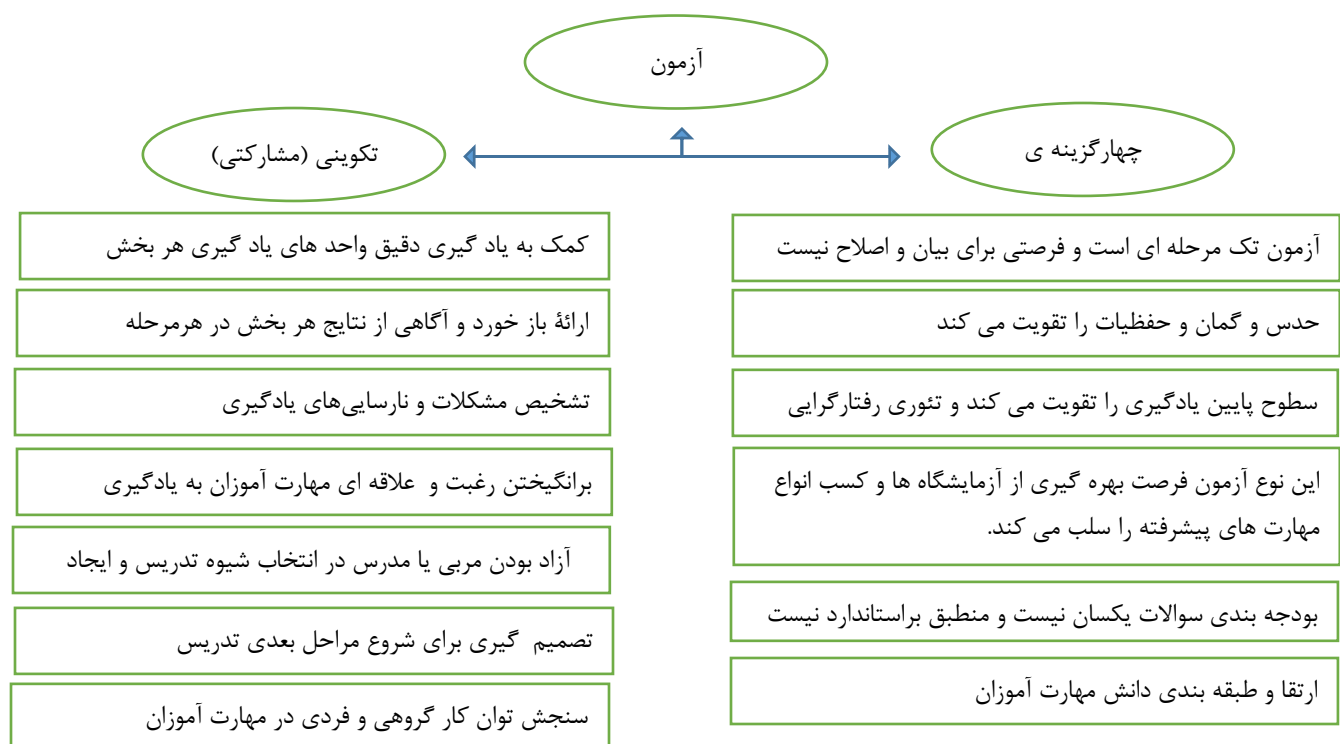 آزمون
چهارگزینه ی
آزمون تک مرحله ای است و فرصتی برای بیان و اصلاح نیست
حدس و گمان و حفظیات را تقویت می کند
سطوح پایین یادگیری را تقویت می کند و تئوری رفتارگرایی
این نوع آزمون فرصت بهره گیری از آزمایشگاه ها و کسب انواع
مهارت های پیشرفته را سلب می کند.
بودجه بندی سوالات یکسان نیست و منطبق براستاندارد نیست
ارتقا و طبقه بندی دانش مهارت آموزان
تکوینی (مشارکتی)
کمک به یاد گیری دقیق واحد های یاد گیری هر بخش
ارائهٔ باز خورد و آگاهی از نتایج هر بخش در هرمرحله
تشخیص مشکلات و نارسایی‌های یادگیری
برانگیختن رغبت و علاقه ای مهارت آموزان به یادگیری
آزاد بودن مربی یا مدرس در انتخاب شیوه تدریس و ایجاد
تصمیم گیری برای شروع مراحل بعدی تدریس
سنجش توان کار گروهی و فردی در مهارت آموزان